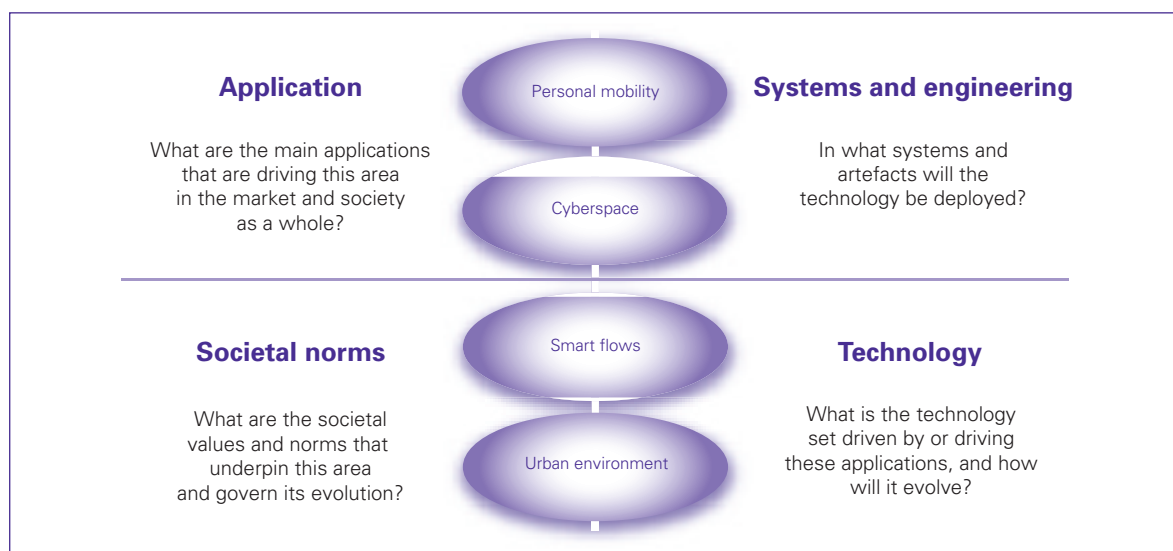 Application
What are the main applications
that are driving this area
in the market and society
as a whole?
Personal mobility
Cyberspace
Systems and engineering
In what systems and
artefacts will the
technology be deployed?
Societal norms
What are the societal
values and norms that
underpin this area
and govern its evolution?
Smart flows
Urban environment
Technology
What is the technology
set driven by or driving
these applications, and how
will it evolve?